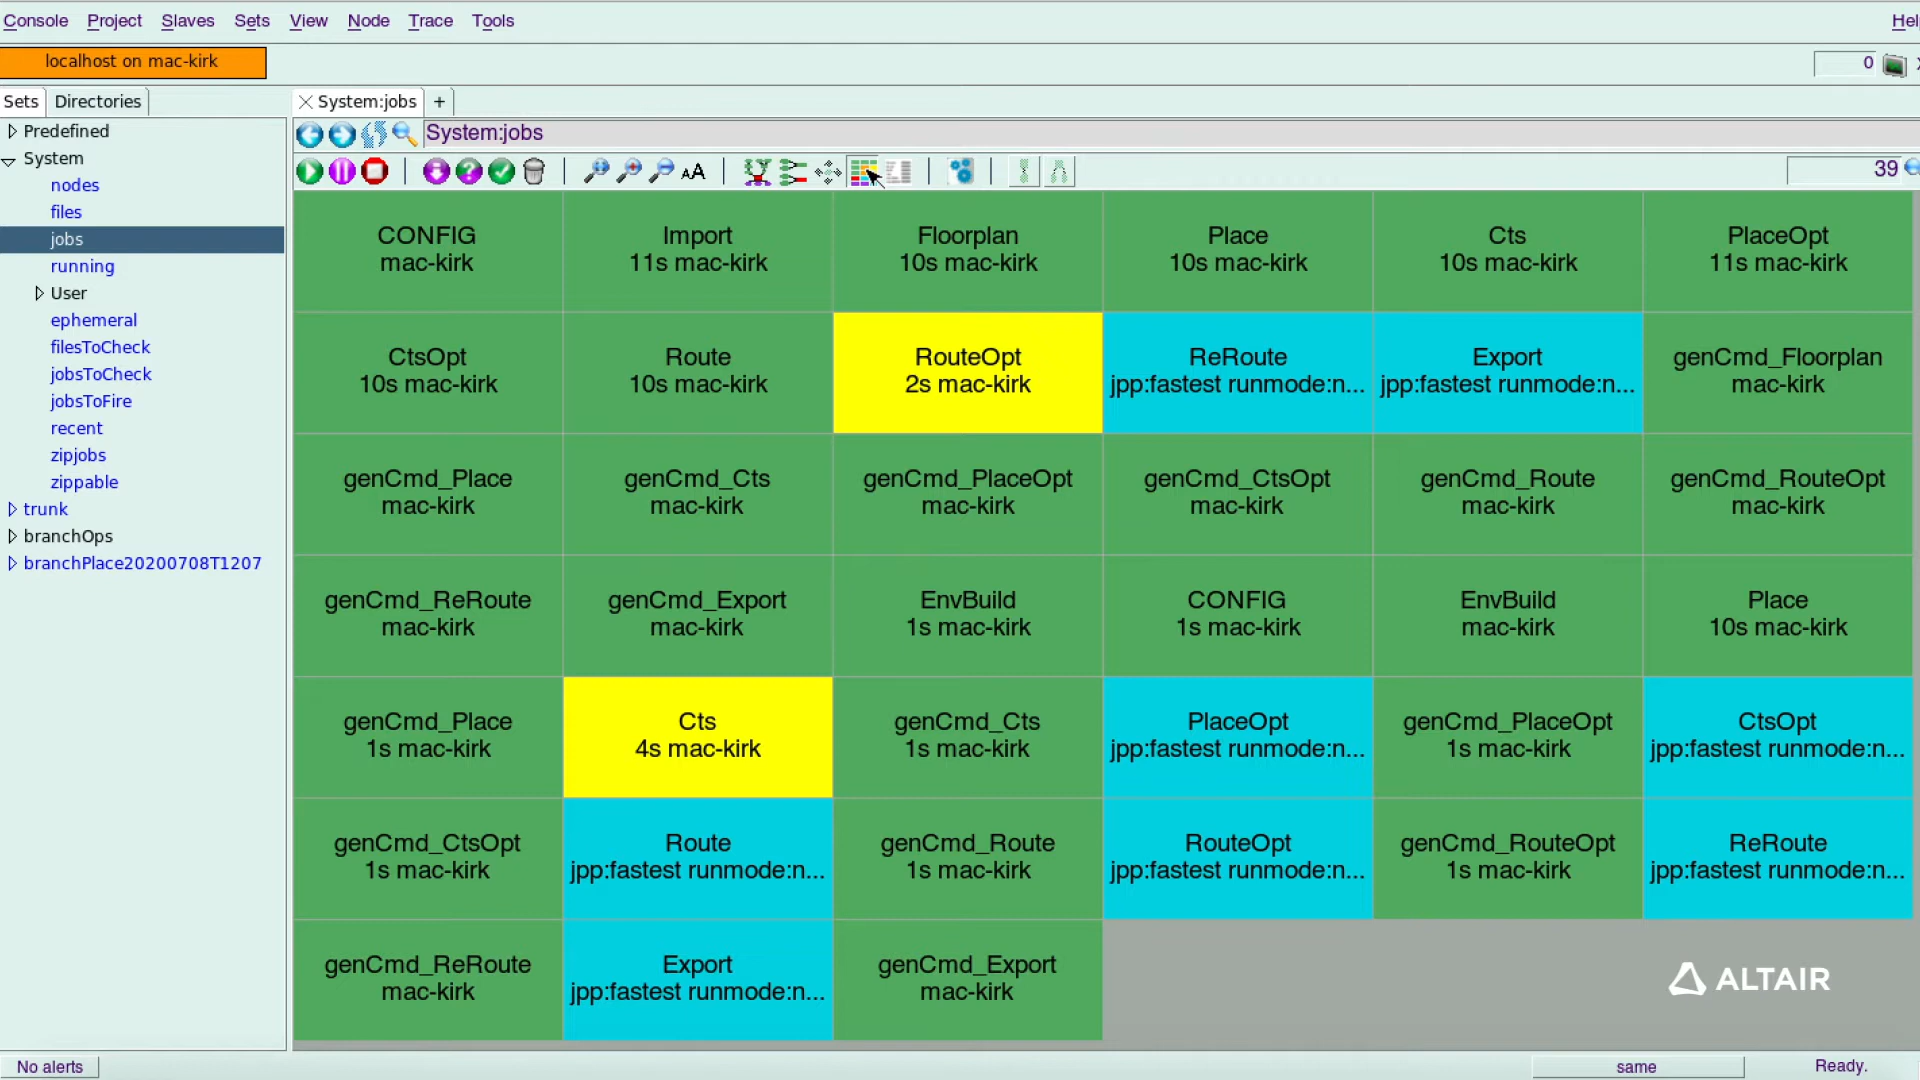 Console Project Slaves Sets View Node Trace Tools Help
localhost on mac-kirk
0
Sets Directories
System:jobs +
Predefined
System
nodes
files
jobs
running
User
ephemeral
filesToCheck
jobsToCheck
jobsToFire
recent
zipjobs
zippable
trunk
branchOps
branchPlace20200708T1207
System:jobs
AA
39
CONFIG
mac-kirk
Import
11s mac-kirk
Floorplan
10s mac-kirk
Place
10s mac-kirk
Cts
10s mac-kirk
PlaceOpt
11s mac-kirk
CtsOpt
10s mac-kirk
Route
10s mac-kirk
RouteOpt
2s mac-kirk
ReRoute
jpp:fastest runmode:n...
Export
jpp:fastest runmode:n...
genCmd_Floorplan
mac-kirk
genCmd_Place
mac-kirk
genCmd_Cts
mac-kirk
genCmd_PlaceOpt
mac-kirk
genCmd_CtsOpt
mac-kirk
genCmd_Route
mac-kirk
genCmd_RouteOpt
mac-kirk
genCmd_ReRoute
mac-kirk
genCmd_Export
mac-kirk
EnvBuild
1s mac-kirk
CONFIG
1s mac-kirk
EnvBuild
mac-kirk
Place
10s mac-kirk
genCmd_Place
1s mac-kirk
Cts
4s mac-kirk
genCmd_Cts
1s mac-kirk
PlaceOpt
jpp:fastest runmode:n...
genCmd_PlaceOpt
1s mac-kirk
CtsOpt
jpp:fastest runmode:n...
genCmd_CtsOpt
1s mac-kirk
Route
jpp:fastest runmode:n...
genCmd_Route
1s mac-kirk
RouteOpt
jpp:fastest runmode:n...
genCmd_RouteOpt
1s mac-kirk
ReRoute
jpp:fastest runmode:n...
genCmd_ReRoute
mac-kirk
Export
jpp:fastest runmode:n...
genCmd_Export
mac-kirk
ALTAIR
No alerts
same
Ready.